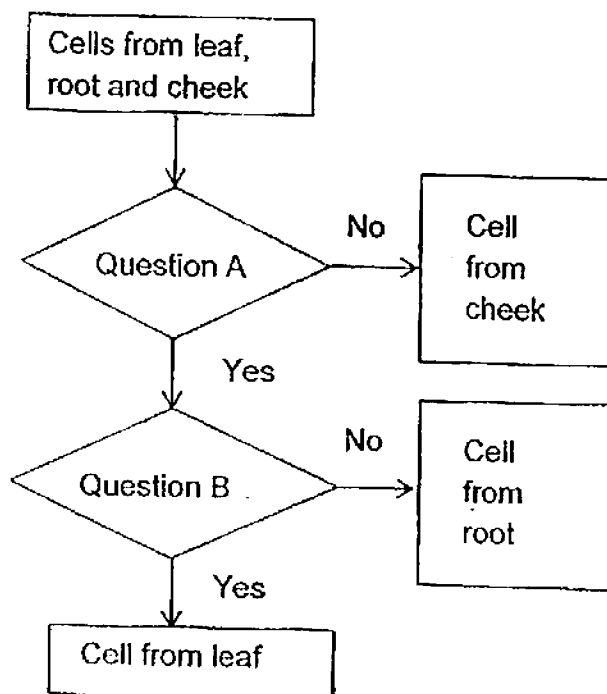 Cells from leaf,
root and cheek
Question A
No
Cell
from
cheek
Yes
Question B
No
Cell
from
root
Yes
Cell from leaf